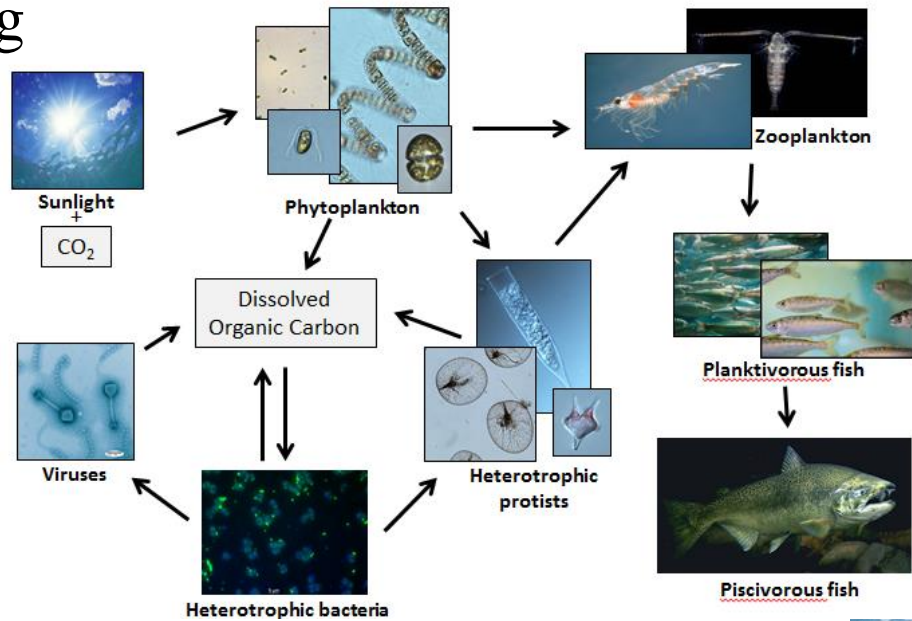 g
Sunlight
+
CO₂
Phytoplankton
Zooplankton
Dissolved
Organic Carbon
Planktivorous fish
Viruses
Heterotrophic
protists
Heterotrophic bacteria
Piscivorous fish